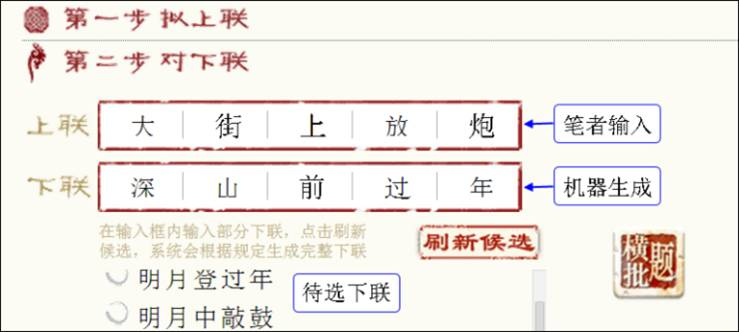 第一步拟上联
第二步对下联
上联 大 街 上 放 炮 笔者输入
下联 深 山 前 过 年 机器生成
在输入框内输入部分下联，点击刷新
候选，系统会根据规定生成完整下联
刷新候选
横批
题
明月登过年
待选下联
明月中敲鼓